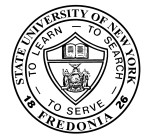 STATE UNIVERSITY OF NEW YORK
FREDONIA
18 26
TO LEARN — TO SEARCH
— TO SERVE —